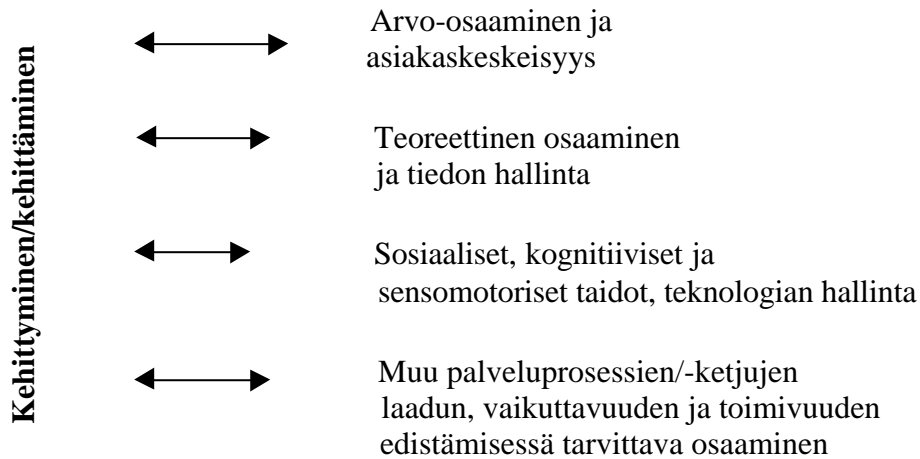 Kehittyminen/kehittäminen
Arvo-osaaminen ja
asiakaskeskeisyys
Teoreettinen osaaminen
ja tiedon hallinta
Sosiaaliset, kognitiiviset ja
sensomotoriset taidot, teknologian hallinta
Muu palveluprosessien/-ketjujen
laadun, vaikuttavuuden ja toimivuuden
edistämisessä tarvittava osaaminen